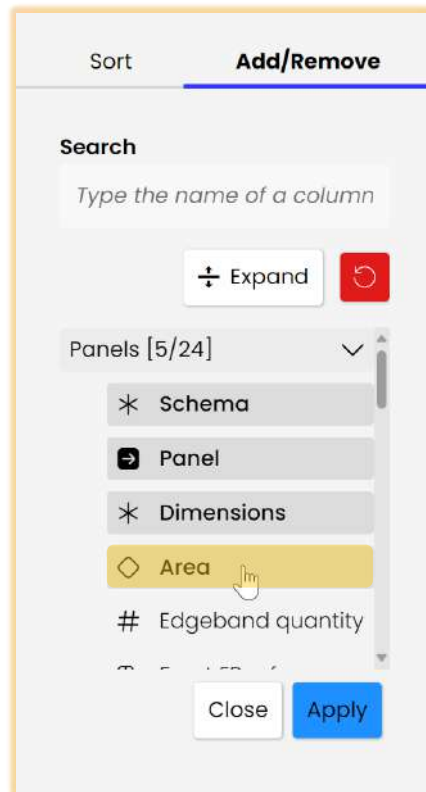 Sort Add/Remove
Search
Type the name of a column
Expand
Panels [5/24]
Schema
Panel
Dimensions
Area
# Edgeband quantity
Close Apply